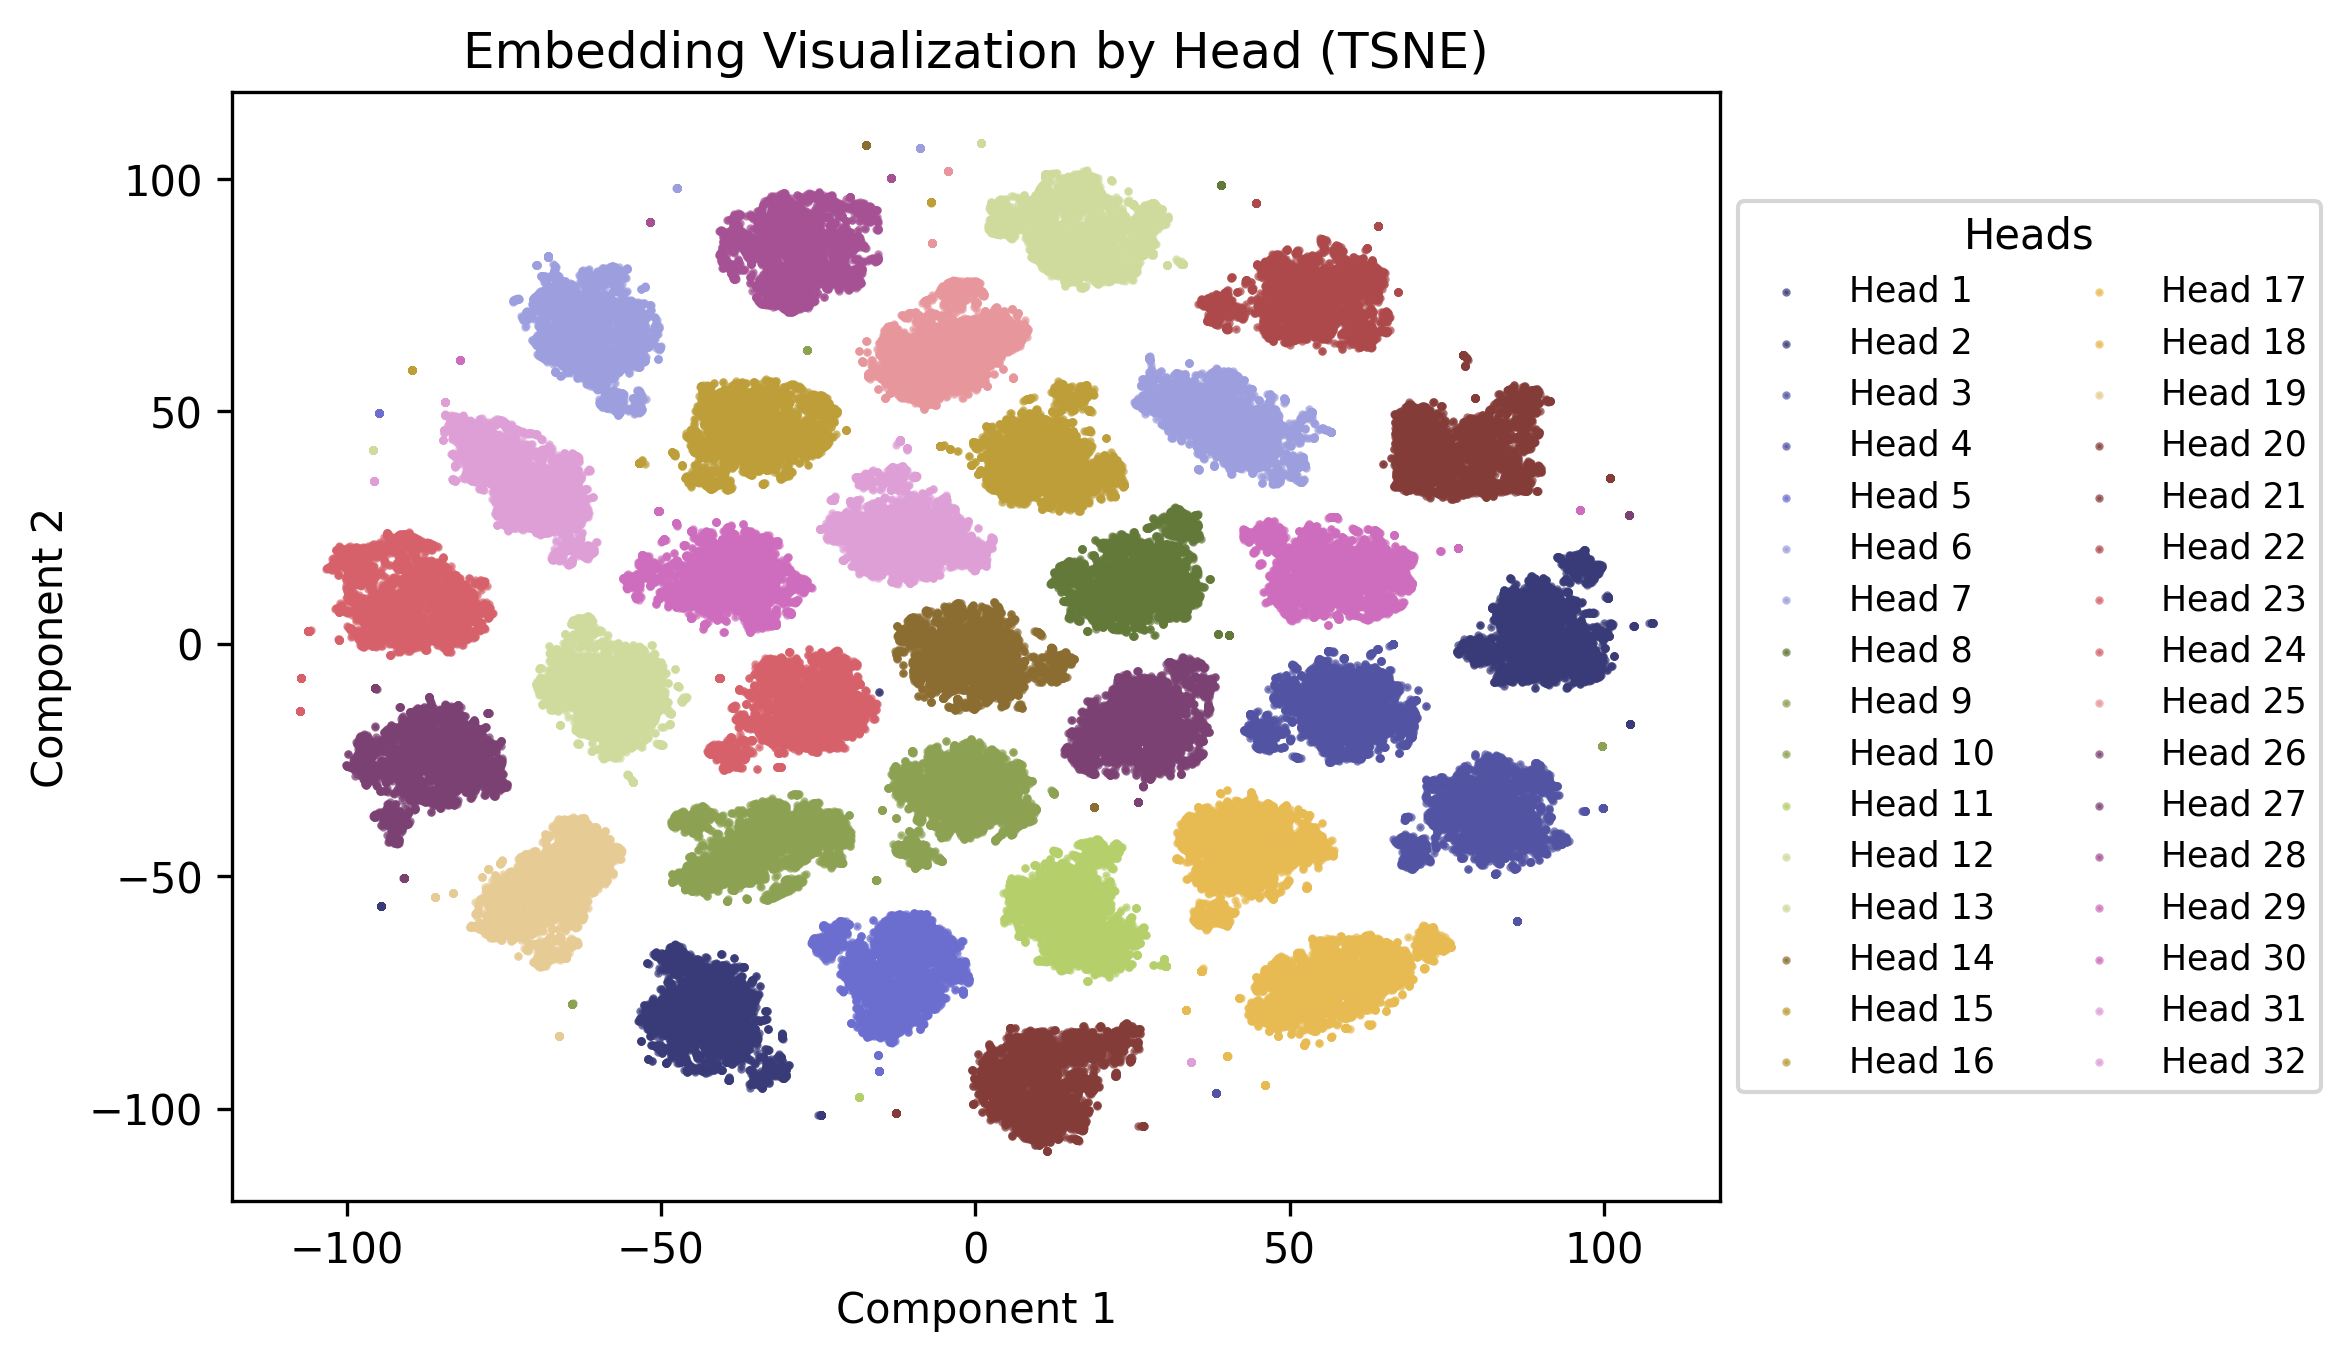 Embedding Visualization by Head (TSNE)
Component 2
100
50
0
−50
−100
−100
−50
0
50
100
Component 1
Heads
Head 1
Head 2
Head 3
Head 4
Head 5
Head 6
Head 7
Head 8
Head 9
Head 10
Head 11
Head 12
Head 13
Head 14
Head 15
Head 16
Head 17
Head 18
Head 19
Head 20
Head 21
Head 22
Head 23
Head 24
Head 25
Head 26
Head 27
Head 28
Head 29
Head 30
Head 31
Head 32